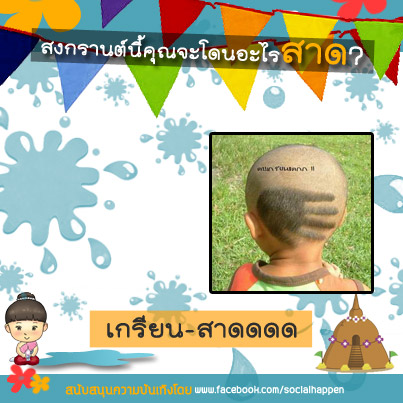 สงกรานต์นี้คุณจะโดนอะไรสาด?
เกรียน-สาดดดด
สนับสนุนความบันเทิงโดย www.facebook.com/socialhappen